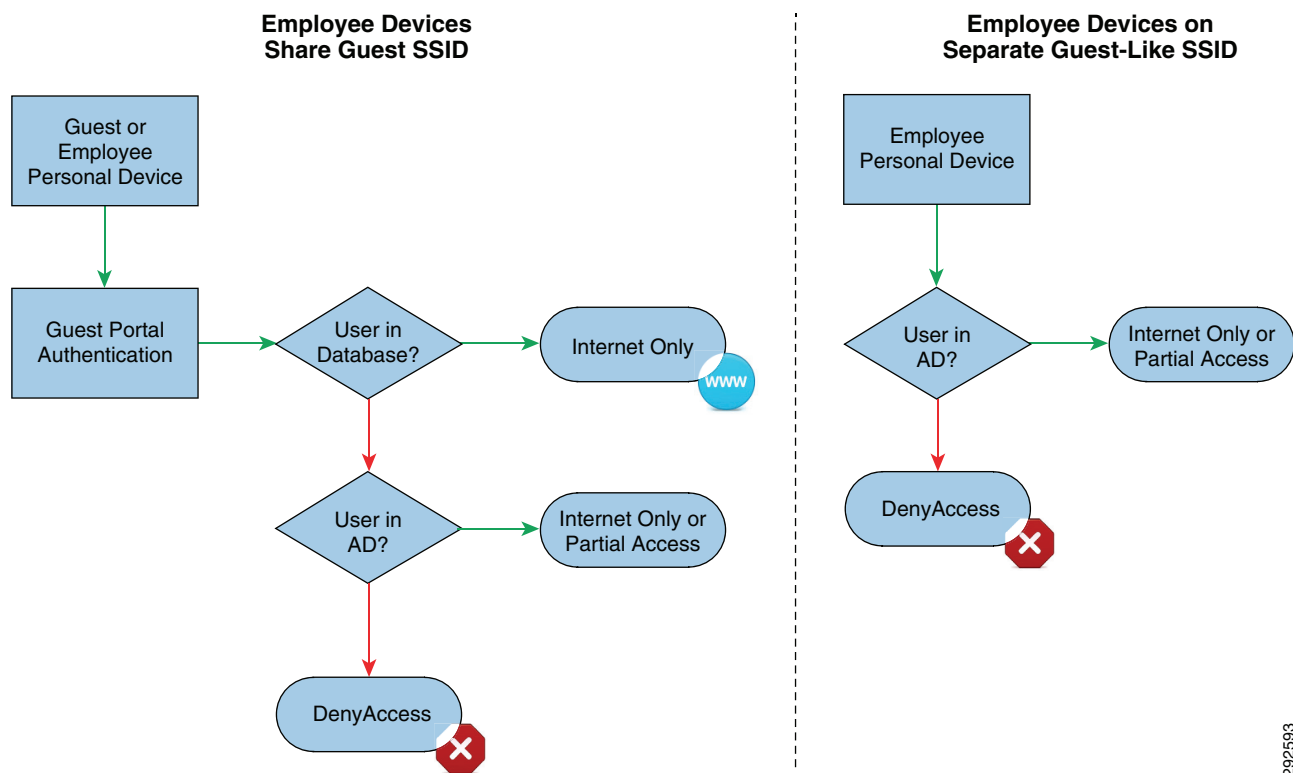 Employee Devices
Share Guest SSID
Guest or
Employee
Personal Device
Guest Portal
Authentication
User in
Database?
Internet Only
www
User in
AD?
Internet Only or
Partial Access
DenyAccess
Employee Devices on
Separate Guest-Like SSID
Employee
Personal Device
User in
AD?
Internet Only or
Partial Access
DenyAccess
292593